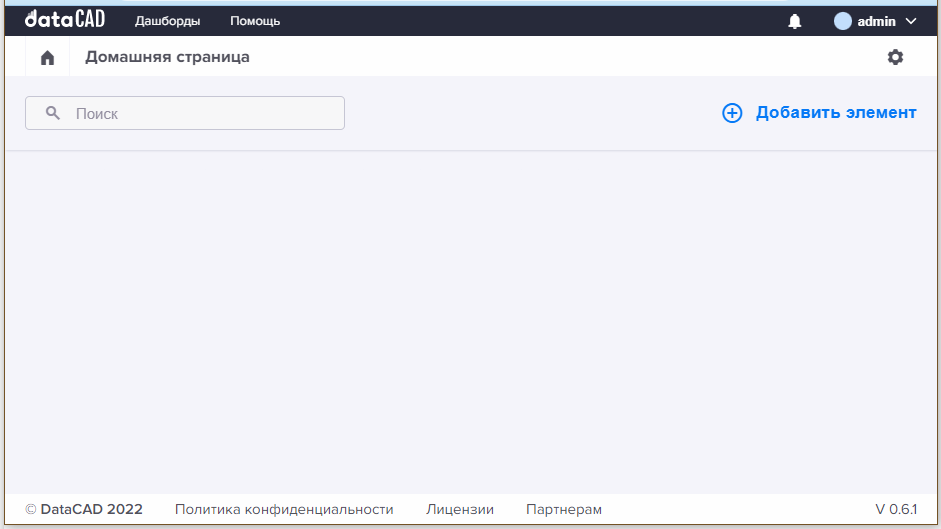 dataCAD Дашборды Помощь admin
Домашняя страница
Поиск Добавить элемент
© DataCAD 2022 Политика конфиденциальности Лицензии Партнерам V 0.6.1